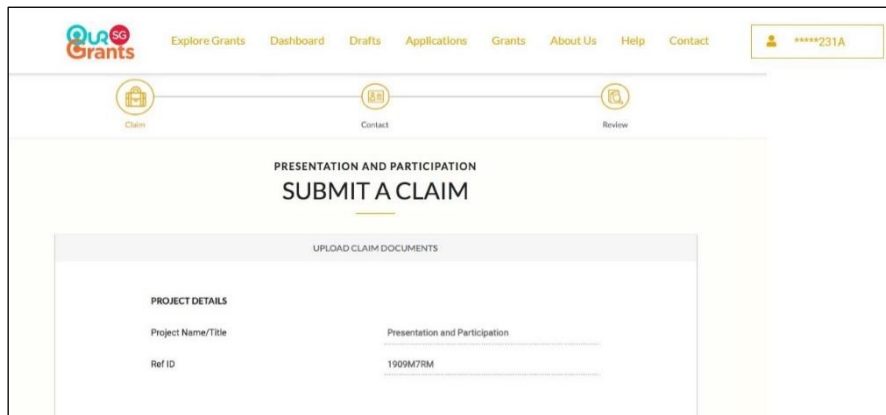 OUR SG
Grants
Explore Grants Dashboard Drafts Applications Grants About Us Help Contact *****231A
Claim Contact Review
PRESENTATION AND PARTICIPATION
SUBMIT A CLAIM
UPLOAD CLAIM DOCUMENTS
PROJECT DETAILS
Project Name/Title Presentation and Participation
Ref ID 1909M7RM